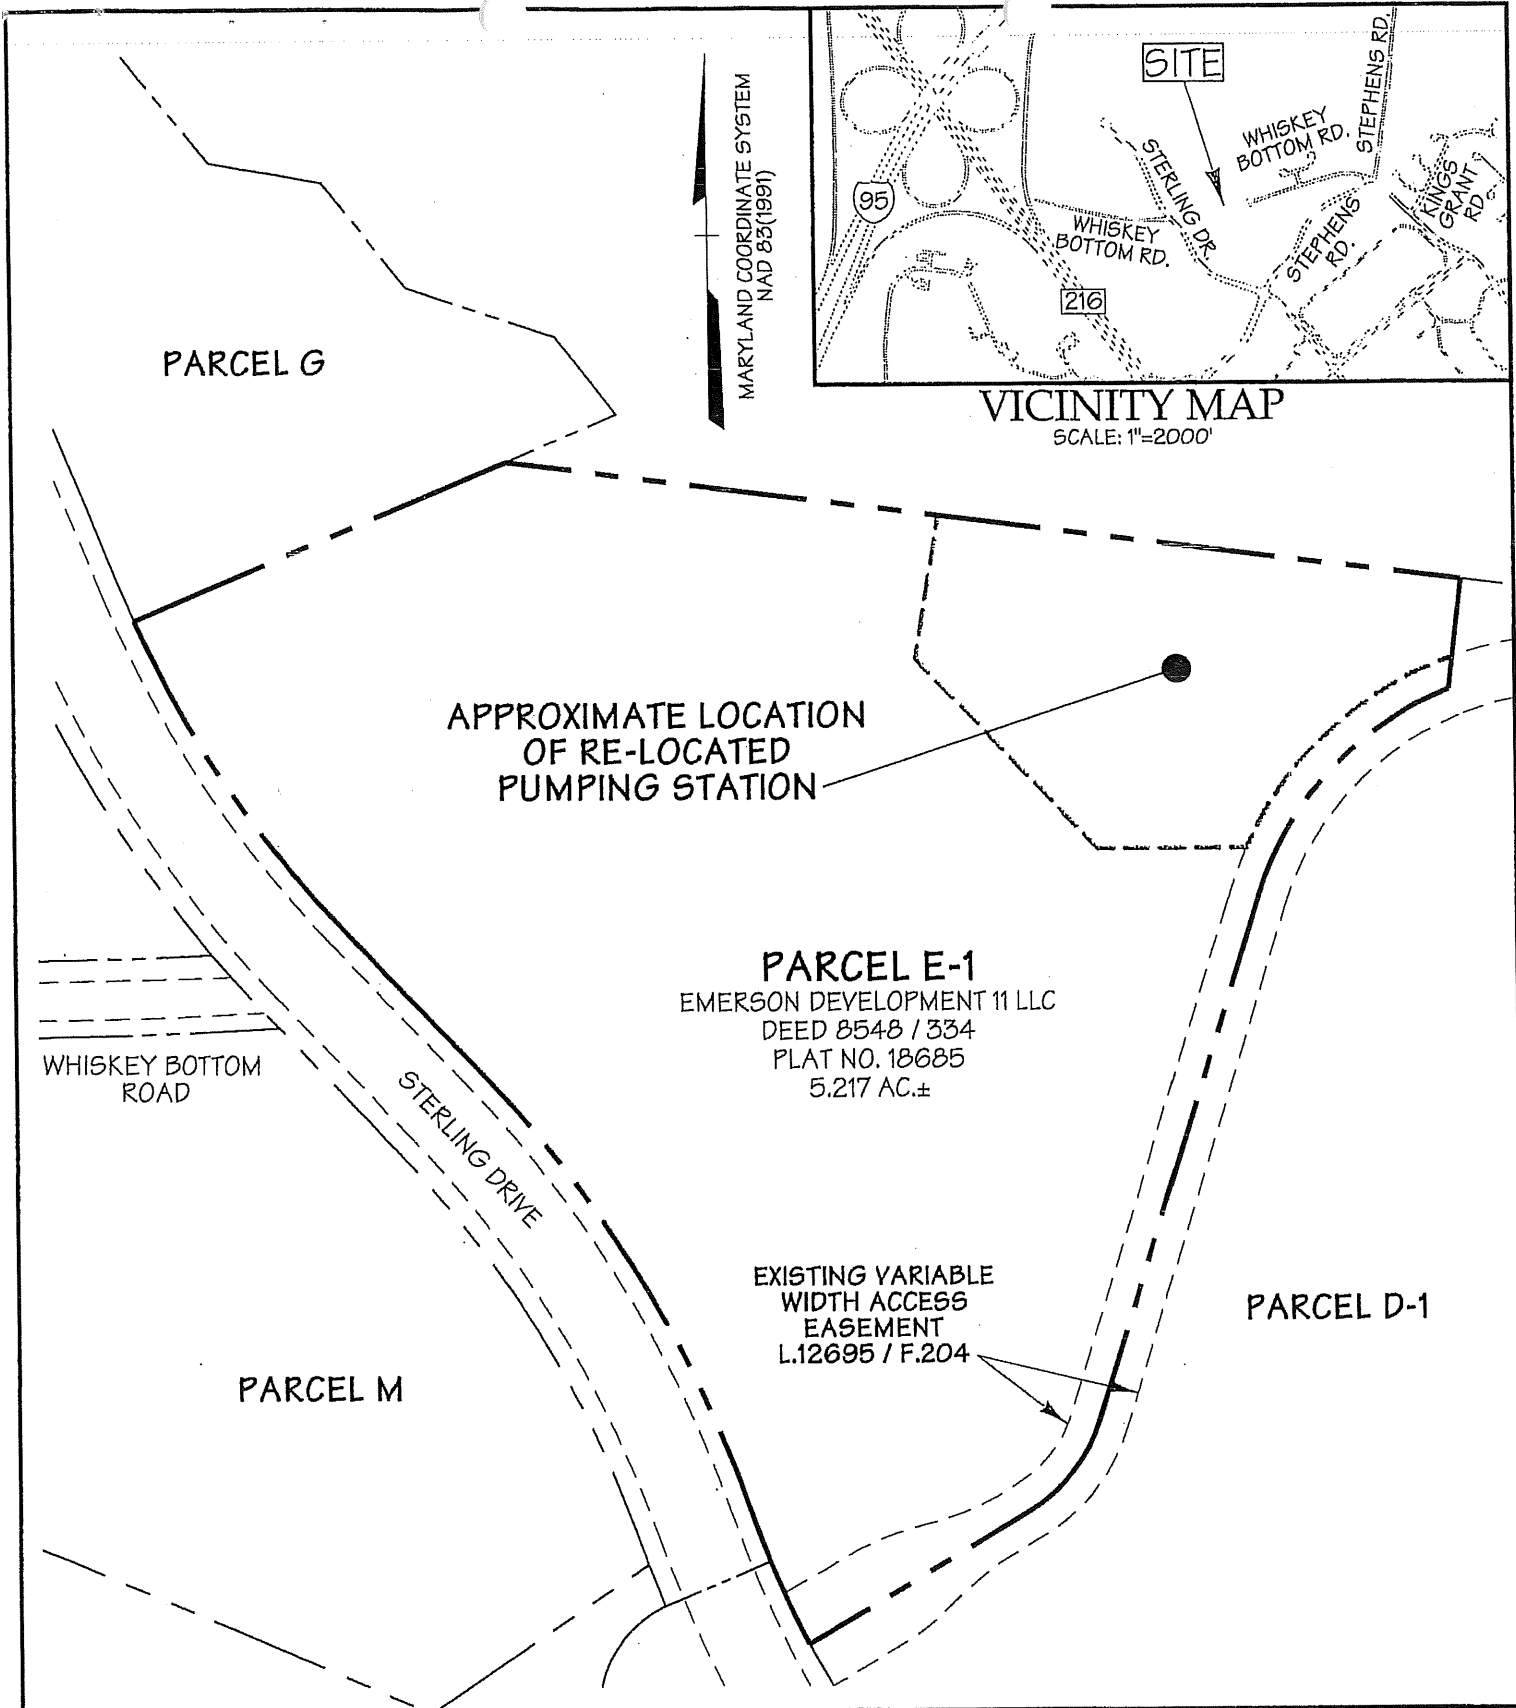 SITE
STEPHENS RD.
WHISKEY
BOTTOM RD.
STERLING DR.
KINGS
GRANT
RD
95
WHISKEY
BOTTOM RD.
STEPHENS
RD.
216
VICINITY MAP
SCALE: 1"=2000'
MARYLAND COORDINATE SYSTEM
NAD 83(1991)
PARCEL G
APPROXIMATE LOCATION
OF RE-LOCATED
PUMPING STATION
PARCEL E-1
EMERSON DEVELOPMENT 11 LLC
DEED 8548 / 334
PLAT NO. 18685
5.217 AC.±
WHISKEY BOTTOM
ROAD
STERLING DRIVE
EXISTING VARIABLE
WIDTH ACCESS
EASEMENT
L.12695 / F.204
PARCEL D-1
PARCEL M